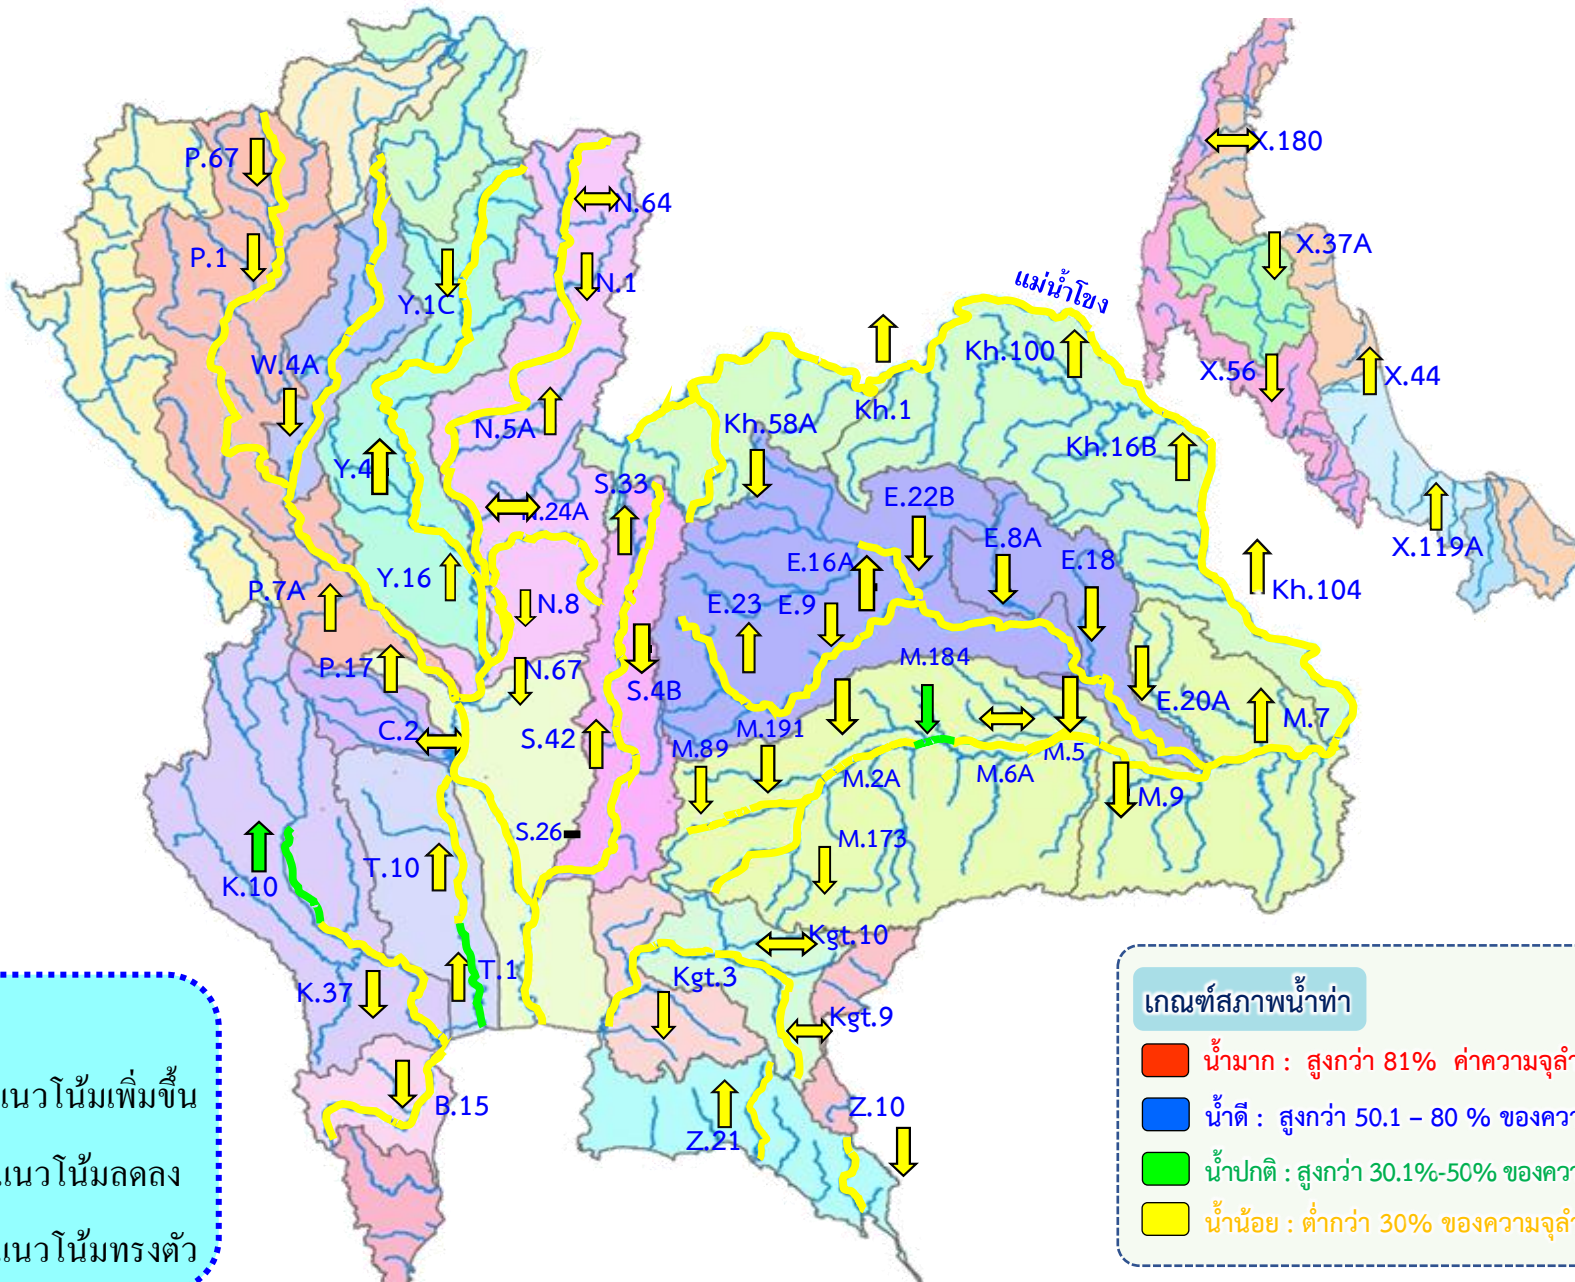 P.67
X.180
N.64
P.1
X.37A
N.1
แม่น้ำโขง
Y.1C
Kh.100
W.4A
X.56
X.44
Kh.1
Kh.58A
N.5A
Kh.16B
Y.4
S.33
E.22B
N.24A
E.8A
X.119A
E.16A
E.18
Y.16
P.7A
Kh.104
N.8
E.23
E.9
M.184
P.17
N.67
S.4B
E.20A
M.7
C.2
S.42
M.191
M.89
M.5
M.2A
M.6A
M.9
S.26
M.173
T.10
K.10
Kgt.10
T.1
Kgt.3
K.37
Kgt.9
B.15
Z.10
Z.21
แนวโน้มเพิ่มขึ้น
แนวโน้มลดลง
แนวโน้มทรงตัว
เกณฑ์สภาพน้ำท่า
น้ำมาก : สูงกว่า 81% ค่าความจุลำ
น้ำดี : สูงกว่า 50.1 – 80 % ของควา
น้ำปกติ : สูงกว่า 30.1%-50% ของควา
น้ำน้อย : ต่ำกว่า 30% ของความจุลำ